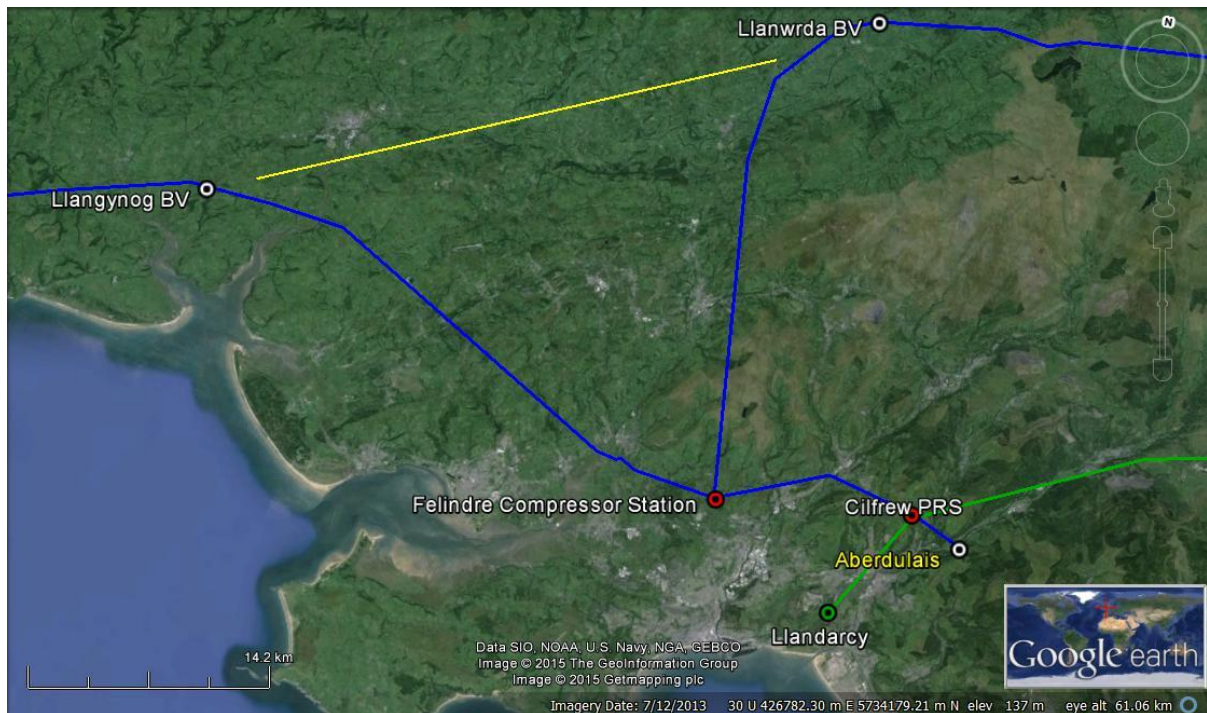 N
Llanwrda BV
Llangynog BV
Felindre Compressor Station
Cilfrew PRS
Aberdulais
Llandarcy
14.2 km
Data SIO, NOAA, U.S. Navy, NGA, GEBCO
Image © 2015 The GeoInformation Group
Image © 2015 Getmapping plc
Google earth
Imagery Date: 7/12/2013 30 U 426782.30 m E 5734179.21 m N elev 137 m eye alt 61.06 km